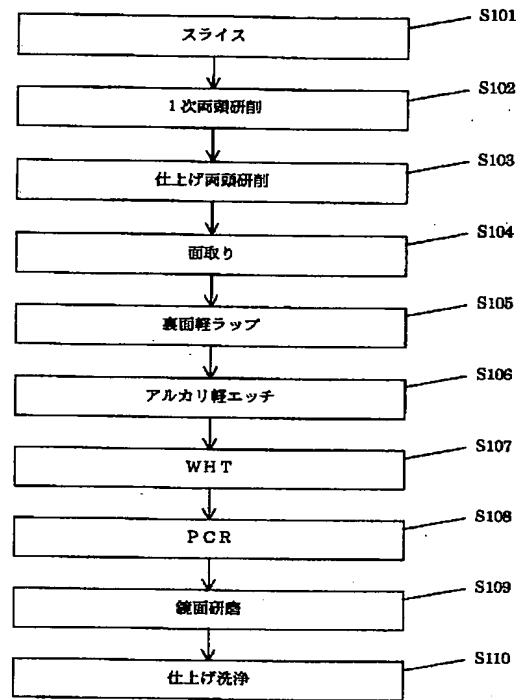 S101
スライス
S102
1次両頭研削
S103
仕上げ両頭研削
S104
面取り
S105
裏面軽ラップ
S106
アルカリ軽エッチ
S107
WHT
S108
PCR
S109
鏡面研磨
S110
仕上げ洗浄